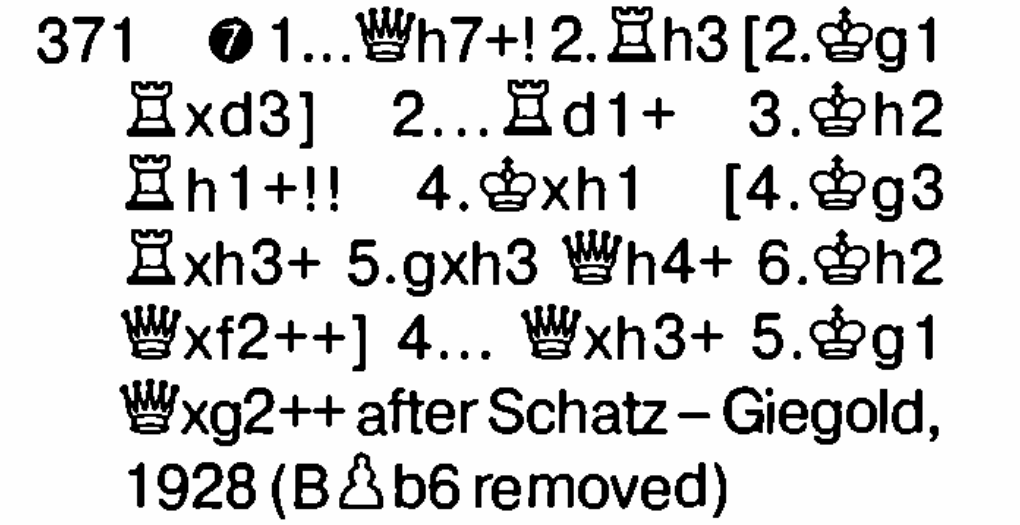 371 ❼ 1...♕h7+! 2.♖h3 [2.♔g1
♖xd3] 2...♖d1+ 3.♔h2
♖h1+!! 4.♔xh1 [4.♔g3
♖xh3+ 5.gxh3 ♕h4+ 6.♔h2
♕xf2++] 4... ♕xh3+ 5.♔g1
♕xg2++ after Schatz – Giegold,
1928 (B♙b6 removed)